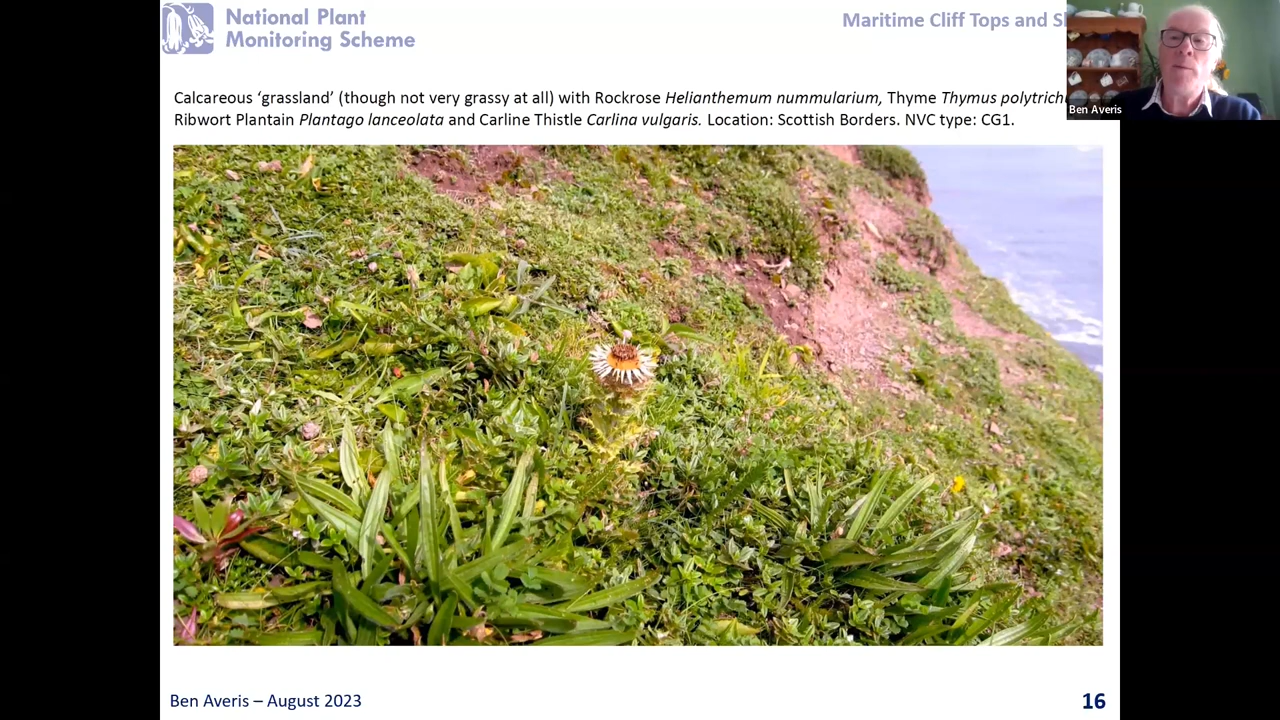 National Plant
Monitoring Scheme
Maritime Cliff Tops and
Calcareous ‘grassland’ (though not very grassy at all) with Rockrose Helianthemum nummularium, Thyme Thymus
Ribwort Plantain Plantago lanceolata and Carline Thistle Carlina vulgaris. Location: Scottish Borders. NVC type: CG1.
Ben Averis
Ben Averis – August 2023
16